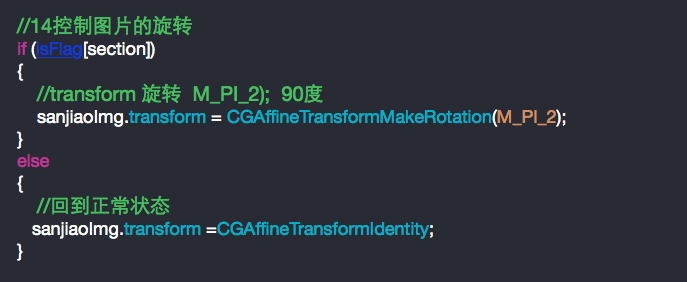 //14控制图片的旋转
if (isFlag[section])
{
//transform 旋转 M_PI_2); 90度
sanjiaoImg.transform = CGAffineTransformMakeRotation(M_PI_2);
}
else
{
//回到正常状态
sanjiaoImg.transform =CGAffineTransformIdentity;
}